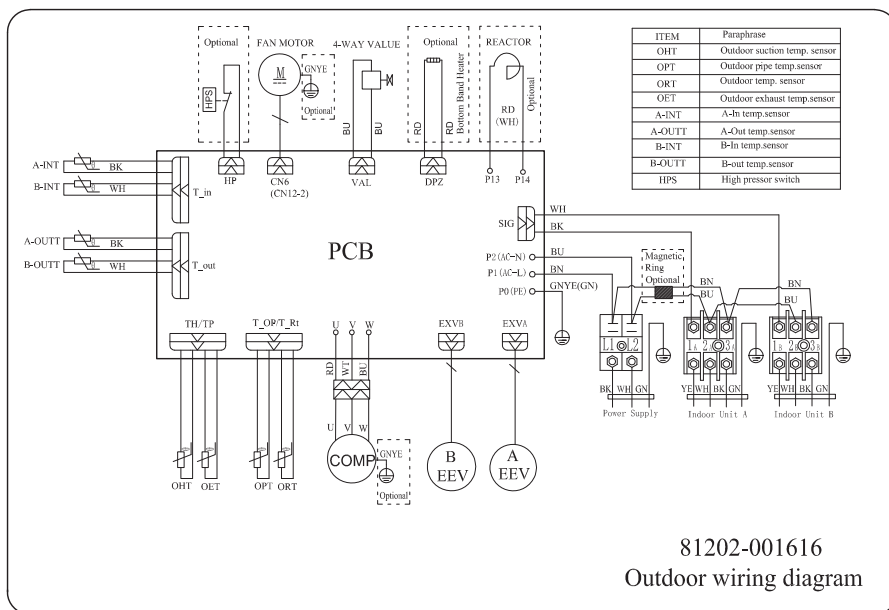 Optional
HPS
HP
FAN MOTOR
M
GNYE
Optional
CN6
(CN12-2)
4-WAY VALUE
BU
BU
VAL
Optional
RD
RD
Bottom Band Heater
DPZ
REACTOR
RD
(WH)
Optional
P13
P14
ITEM Paraphrase
OHT Outdoor suction temp. sensor
OPT Outdoor pipe temp.sensor
ORT Outdoor temp. sensor
OET Outdoor exhaust temp.sensor
A-INT A-In temp.sensor
A-OUTT A-Out temp.sensor
B-INT B-In temp.sensor
B-OUTT B-out temp.sensor
HPS High pressor switch
A-INT
BK
B-INT
WH
T_in
A-OUTT
BK
B-OUTT
WH
T_out
PCB
SIG
WH
BK
P2(AC-N)
BU
P1(AC-L)
BN
P0(PE)
GNYE(GN)
Magnetic
Ring
Optional
BN
BU
BN
BU
L1 L2
1A 2A 3A
1B 2B 3B
BK WH GN
YE WH BK GN
YE WH BK GN
Power Supply
Indoor Unit A
Indoor Unit B
TH/TP
T_OP/T_Rt
U V W
EXVB
EXVA
RD
WT
BU
U V W
COMP
GNYE
Optional
B
EEV
A
EEV
OHT OET
OPT ORT
81202-001616
Outdoor wiring diagram